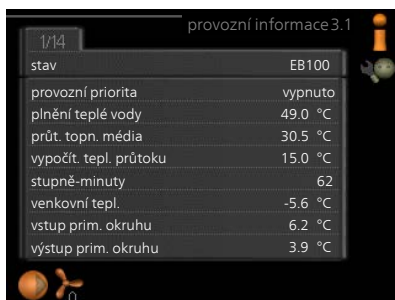 provozní informace 3.1
1/14
stav EB100
provozní priorita vypnuto
plnění teplé vody 49.0 °C
průt. topn. média 30.5 °C
vypočít. tepl. průtoku 15.0 °C
stupně-minuty 62
venkovní tepl. -5.6 °C
vstup prim. okruhu 6.2 °C
výstup prim. okruhu 3.9 °C
0